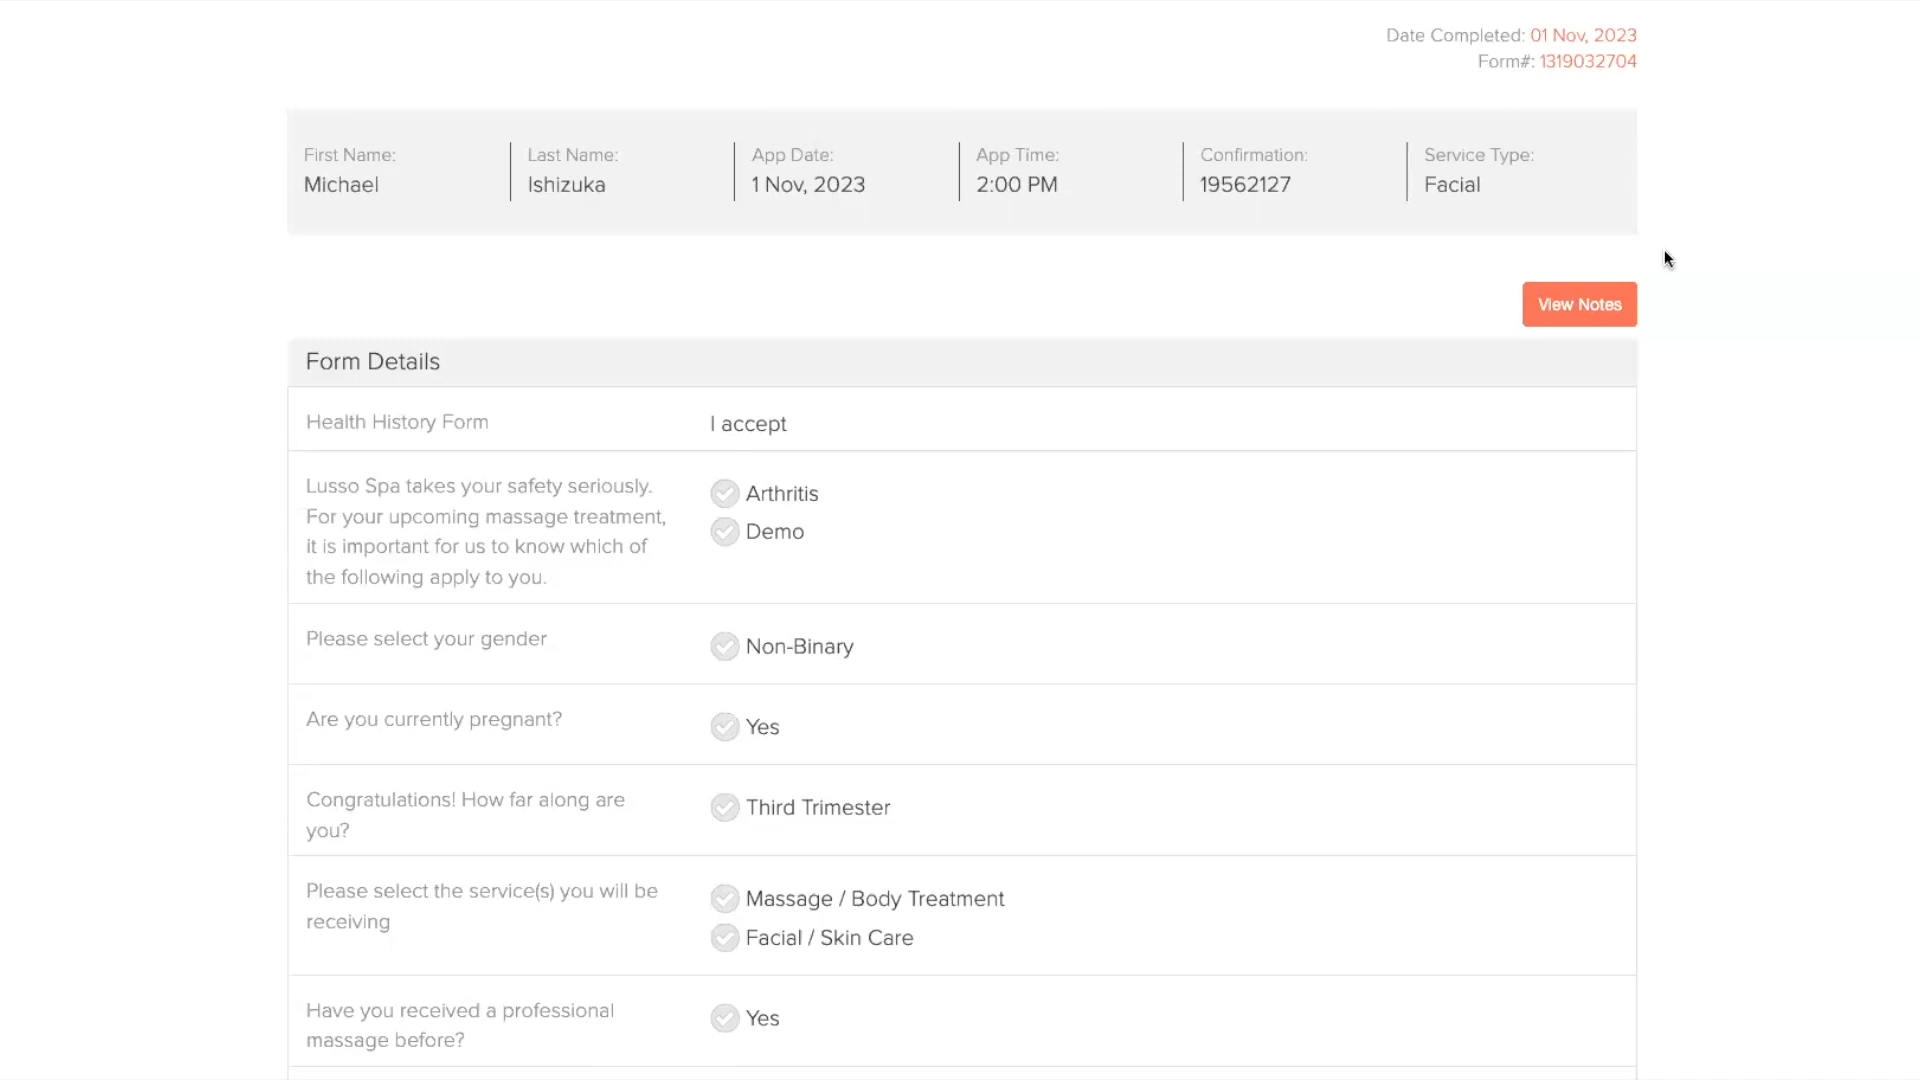 Date Completed: 01 Nov, 2023
Form#: 1319032704
First Name:
Michael
Last Name:
Ishizuka
App Date:
1 Nov, 2023
App Time:
2:00 PM
Confirmation:
19562127
Service Type:
Facial
View Notes
Form Details
Health History Form
I accept
Lusso Spa takes your safety seriously.
For your upcoming massage treatment,
it is important for us to know which of
the following apply to you.
Arthritis
Demo
Please select your gender
Non-Binary
Are you currently pregnant?
Yes
Congratulations! How far along are
you?
Third Trimester
Please select the service(s) you will be
receiving
Massage / Body Treatment
Facial / Skin Care
Have you received a professional
massage before?
Yes